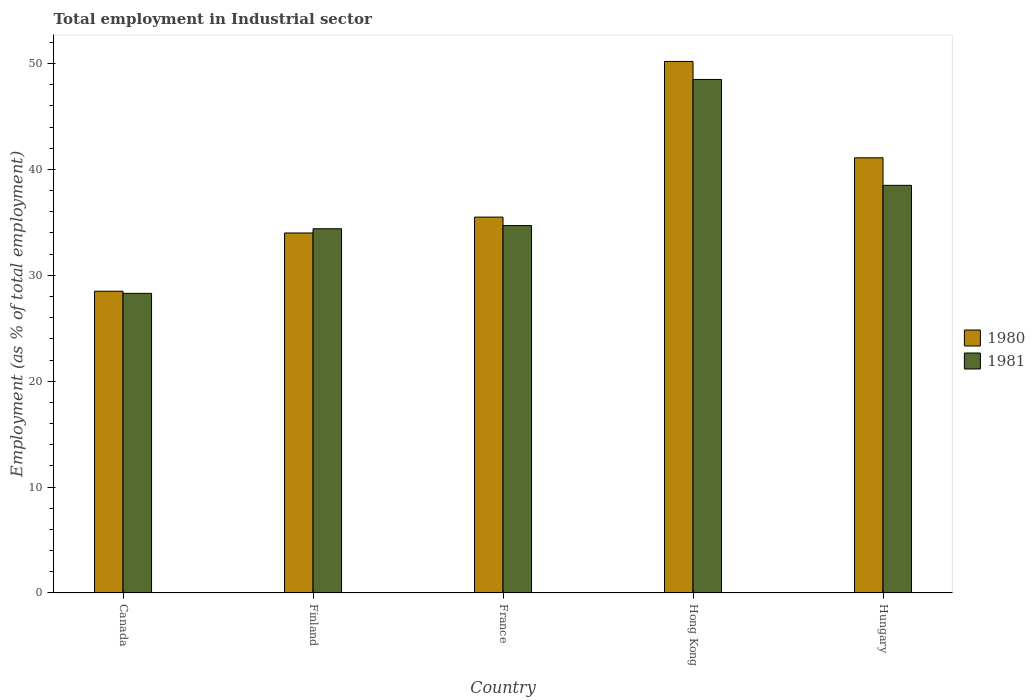 Total employment in Industrial sector
Employment (as % of total employment)
50
40
30
20
10
0
Canada
Finland
France
Hong Kong
Hungary
Country
1980
1981